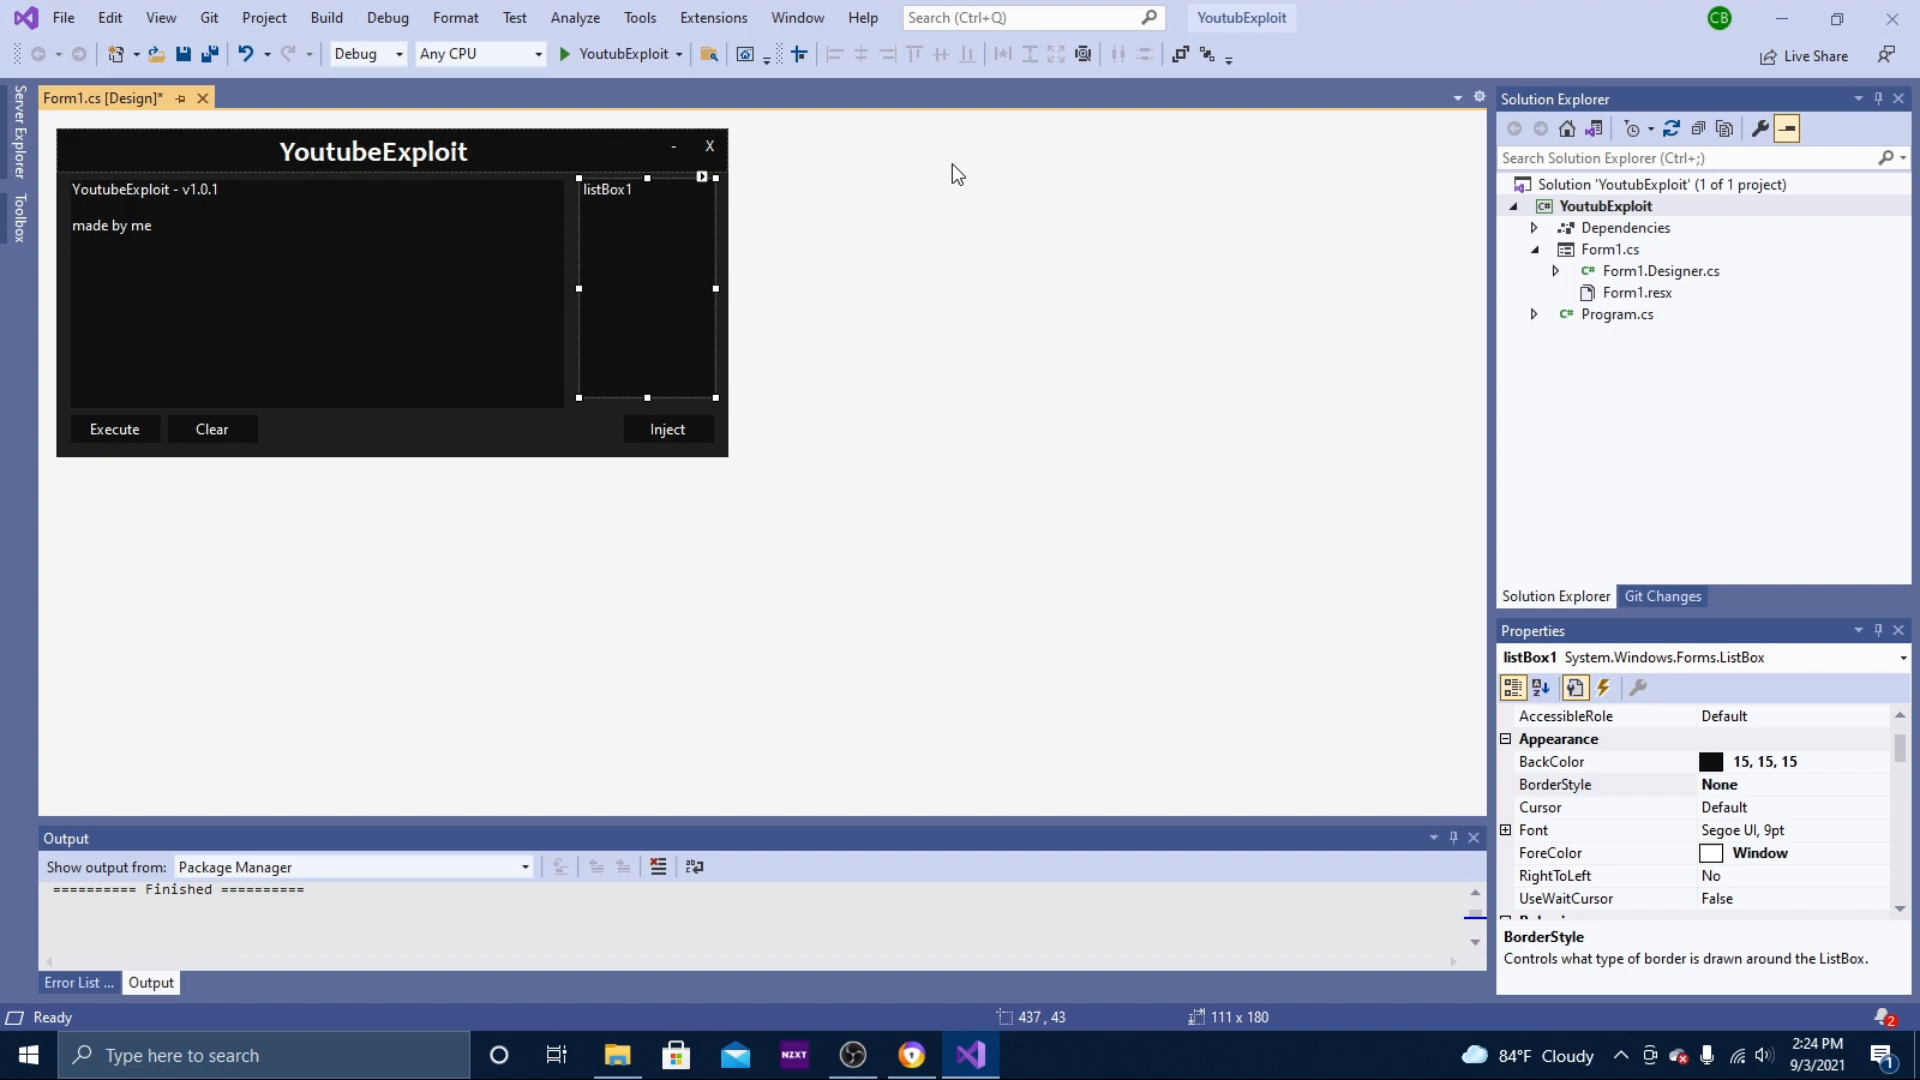 File Edit View Git Project Build Debug Format Test Analyze Tools Extensions Window Help Search (Ctrl+Q) YoutubExploit CB
Debug Any CPU YoutubExploit Live Share
Server Explorer
Toolbox
Form1.cs [Design]*
YoutubeExploit - X
YoutubeExploit - v1.0.1
made by me
listBox1
Execute Clear Inject
Solution Explorer
Search Solution Explorer (Ctrl+;)
Solution 'YoutubExploit' (1 of 1 project)
C# YoutubExploit
Dependencies
Form1.cs
C# Form1.Designer.cs
Form1.resx
C# Program.cs
Solution Explorer Git Changes
Properties
listBox1 System.Windows.Forms.ListBox
AccessibleRole Default
Appearance
BackColor 15, 15, 15
BorderStyle None
Cursor Default
Font Segoe UI, 9pt
ForeColor Window
RightToLeft No
UseWaitCursor False
BorderStyle
Controls what type of border is drawn around the ListBox.
Output
Show output from: Package Manager
========== Finished ==========
Error List ... Output
Ready 437 , 43 111 x 180 2
Type here to search NZXT 84°F Cloudy 2:24 PM
9/3/2021 1